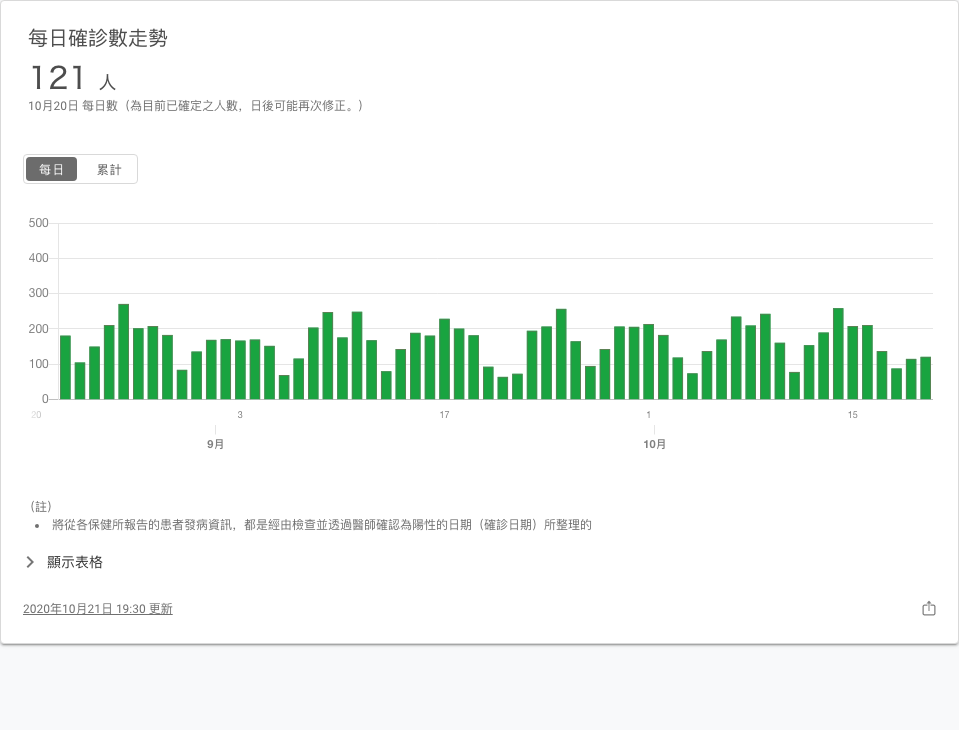 每日確診數走勢
121 人
10月20日 每日數（為目前已確定之人數，日後可能再次修正。）
每日 累計
500
400
300
200
100
0
20 3 17 1 15
9月 10月
（註）
• 將從各保健所報告的患者發病資訊，都是經由檢查並透過醫師確認為陽性的日期（確診日期）所整理的
顯示表格
2020年10月21日 19:30 更新